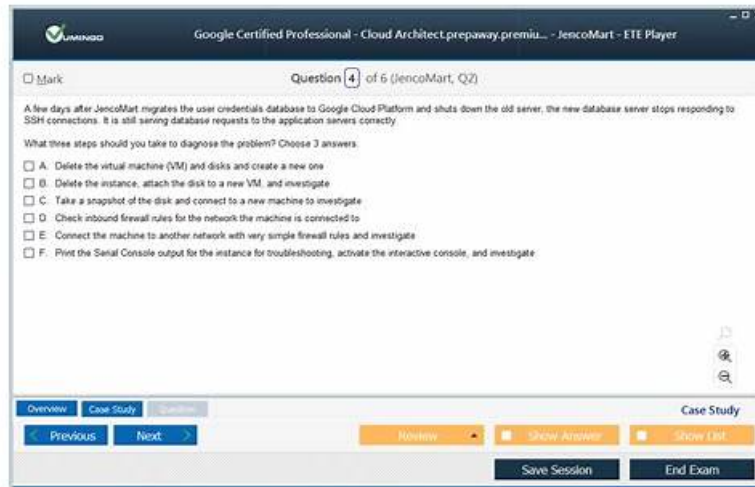 VUMINGO
Google Certified Professional - Cloud Architect.prepaway.premiu... - JencoMart - ETE Player
Mark
Question 4 of 6 (JencoMart, Q2)
A few days after JencoMart migrates the user credentials database to Google Cloud Platform and shuts down the old server, the new database server stops responding to
SSH connections. It is still serving database requests to the application servers correctly.
What three steps should you take to diagnose the problem? Choose 3 answers.
A. Delete the virtual machine (VM) and disks and create a new one
B. Delete the instance, attach the disk to a new VM, and investigate
C. Take a snapshot of the disk and connect to a new machine to investigate
D. Check inbound firewall rules for the network the machine is connected to
E. Connect the machine to another network with very simple firewall rules and investigate
F. Print the Serial Console output for the instance for troubleshooting, activate the interactive console, and investigate
Overview Case Study Question Case Study
Previous Next Review Show Answer Show List
Save Session End Exam